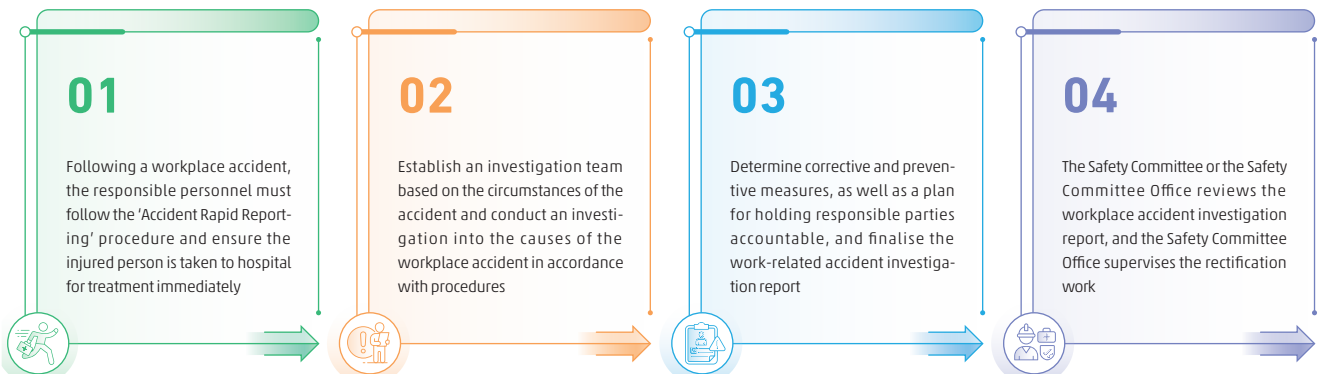 01
Following a workplace accident,
the responsible personnel must
follow the ‘Accident Rapid Report-
ing’ procedure and ensure the
injured person is taken to hospital
for treatment immediately
02
Establish an investigation team
based on the circumstances of the
accident and conduct an investi-
gation into the causes of the
workplace accident in accordance
with procedures
03
Determine corrective and preven-
tive measures, as well as a plan
for holding responsible parties
accountable, and finalise the
work-related accident investiga-
tion report
04
The Safety Committee or the Safety
Committee Office reviews the
workplace accident investigation
report, and the Safety Committee
Office supervises the rectification
work